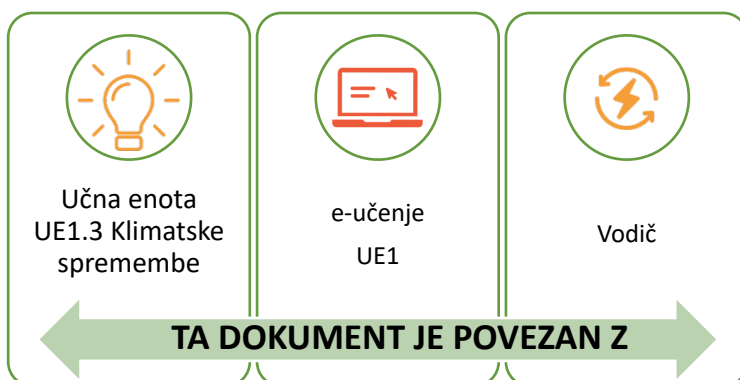 Učna enota
UE1.3 Klimatske
spremembe
e-učenje
UE1
Vodič
TA DOKUMENT JE POVEZAN Z